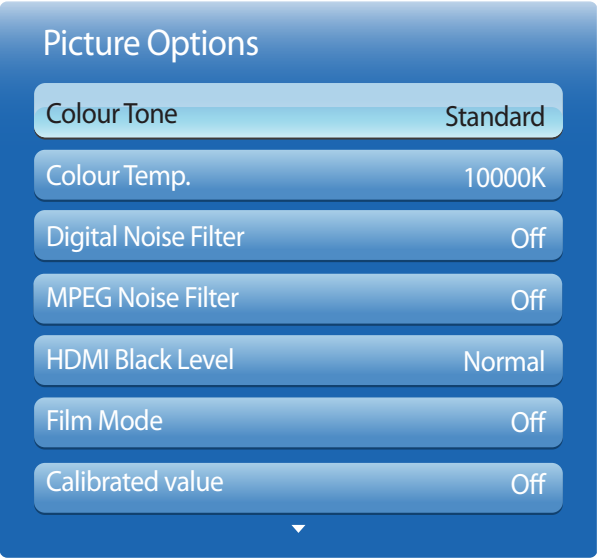 Picture Options
Colour Tone Standard
Colour Temp. 10000K
Digital Noise Filter Off
MPEG Noise Filter Off
HDMI Black Level Normal
Film Mode Off
Calibrated value Off